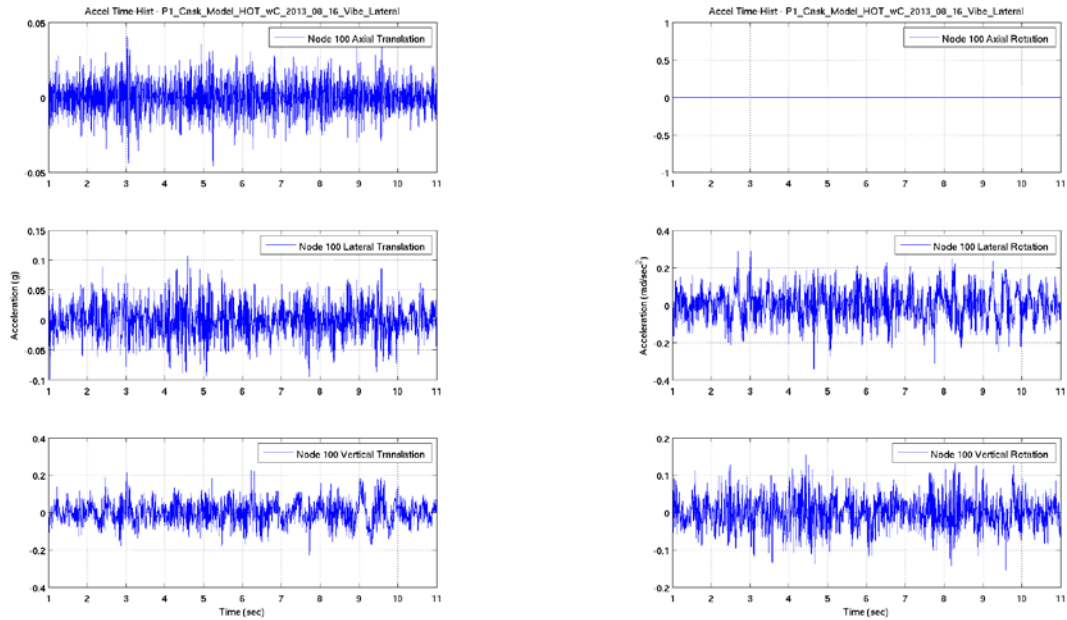 Accel Time-Hist - P1_Cask_Model_HOT_wC_2013_08_16_Vibe_Lateral
0.05
0
-0.05
Node 100 Axial Translation
1 2 3 4 5 6 7 8 9 10 11
Accel Time-Hist - P1_Cask_Model_HOT_wC_2013_08_16_Vibe_Lateral
1
0.5
0
-0.5
-1
Node 100 Axial Rotation
1 2 3 4 5 6 7 8 9 10 11
Acceleration (g)
0.15
0.1
0.05
0
-0.05
-0.1
Node 100 Lateral Translation
1 2 3 4 5 6 7 8 9 10 11
Acceleration (rad/sec²)
0.4
0.2
0
-0.2
-0.4
Node 100 Lateral Rotation
1 2 3 4 5 6 7 8 9 10 11
0.4
0.2
0
-0.2
-0.4
Node 100 Vertical Translation
1 2 3 4 5 6 7 8 9 10 11
Time (sec)
0.2
0.1
0
-0.1
0.2
Node 100 Vertical Rotation
1 2 3 4 5 6 7 8 9 10 11
Time (sec)